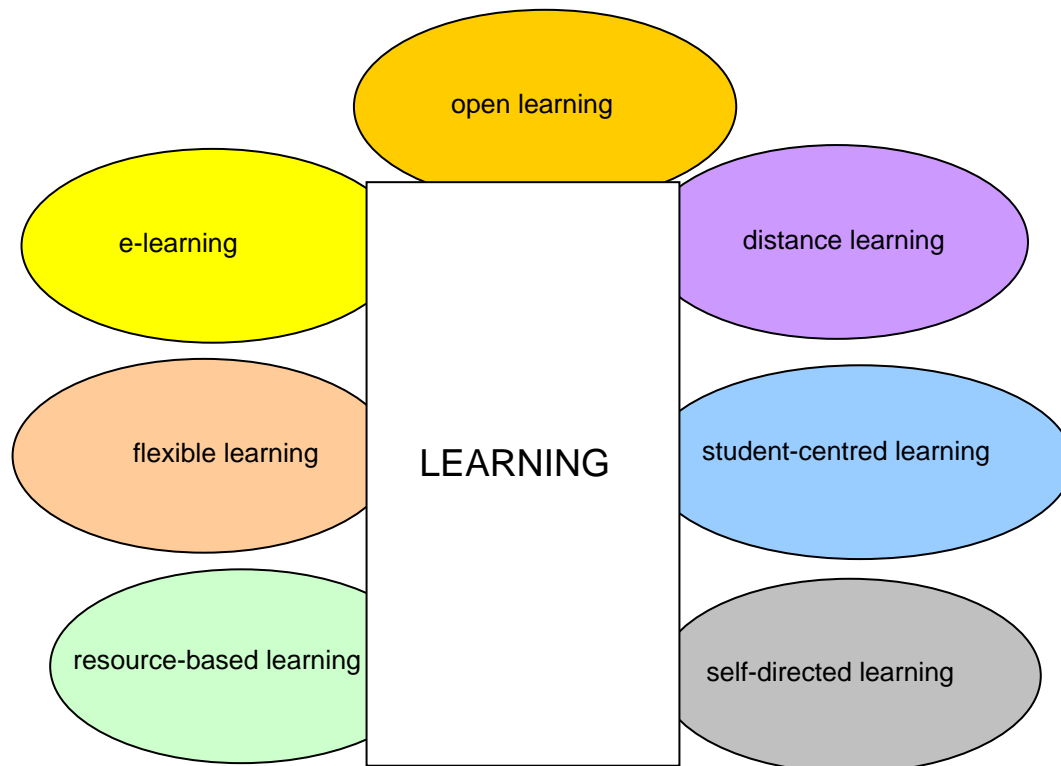 open learning
e-learning
distance learning
flexible learning
LEARNING
student-centred learning
resource-based learning
self-directed learning